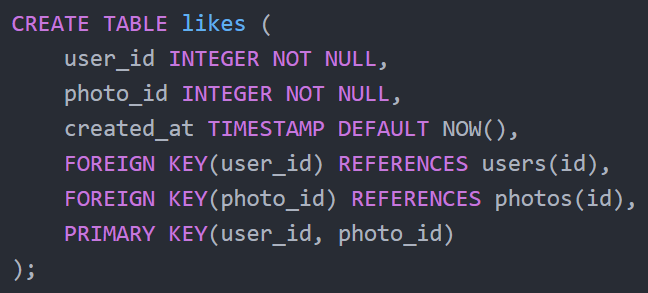 CREATE TABLE likes (
    user_id INTEGER NOT NULL,
    photo_id INTEGER NOT NULL,
    created_at TIMESTAMP DEFAULT NOW(),
    FOREIGN KEY(user_id) REFERENCES users(id),
    FOREIGN KEY(photo_id) REFERENCES photos(id),
    PRIMARY KEY(user_id, photo_id)
);